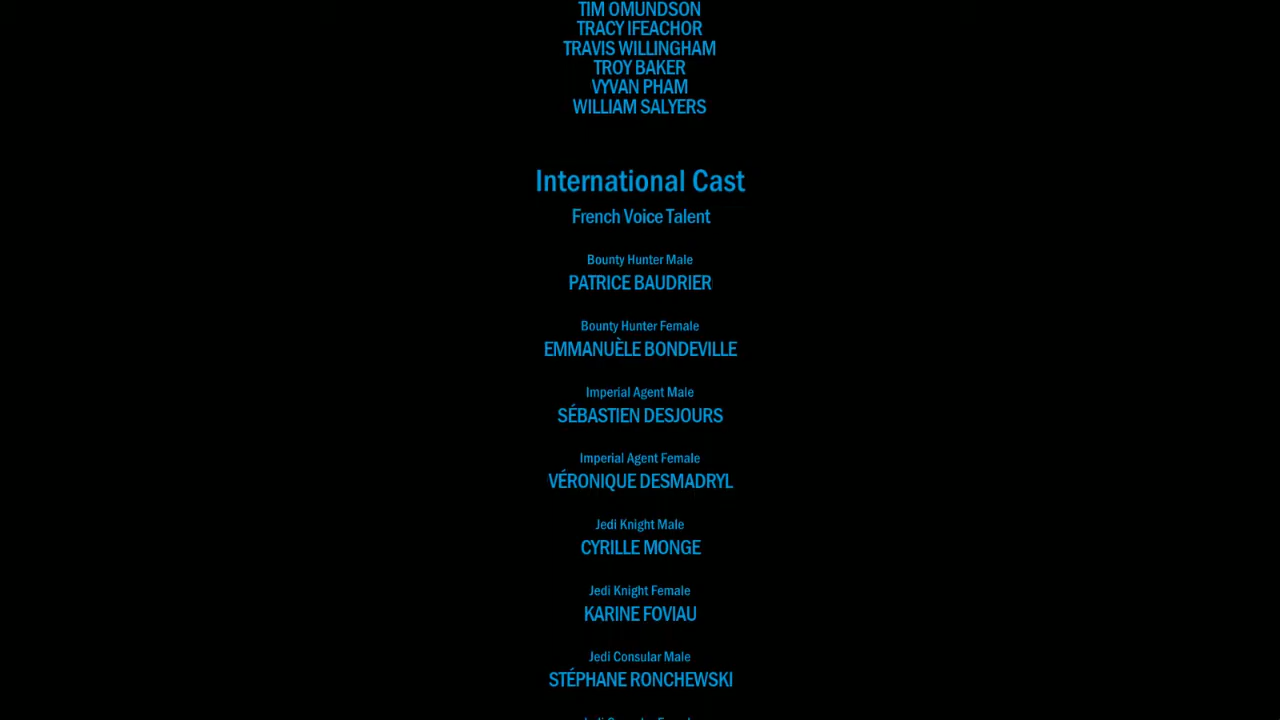 TIM OMUNDSON
TRACY IFEACHOR
TRAVIS WILLINGHAM
TROY BAKER
VYVAN PHAM
WILLIAM SALYERS
International Cast
French Voice Talent
Bounty Hunter Male
PATRICE BAUDRIER
Bounty Hunter Female
EMMANUÈLE BONDEVILLE
Imperial Agent Male
SÉBASTIEN DESJOURS
Imperial Agent Female
VÉRONIQUE DESMADRYL
Jedi Knight Male
CYRILLE MONGE
Jedi Knight Female
KARINE FOVIAU
Jedi Consular Male
STÉPHANE RONCHEWSKI